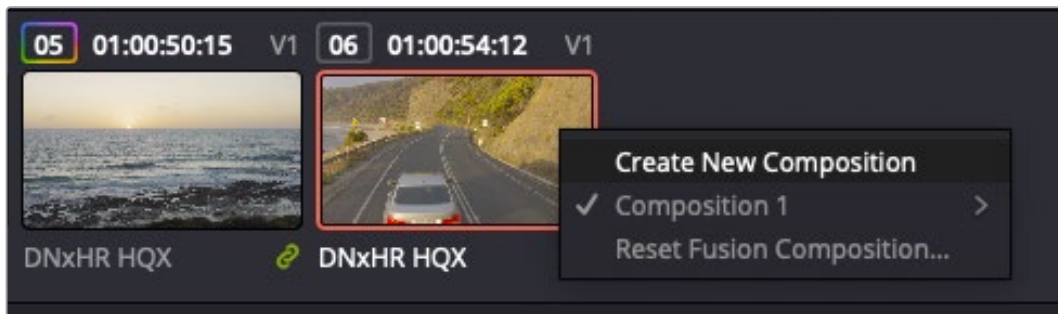 05 01:00:50:15 V1 06 01:00:54:12 V1
Create New Composition
Composition 1
Reset Fusion Composition...
DNxHR HQX DNxHR HQX